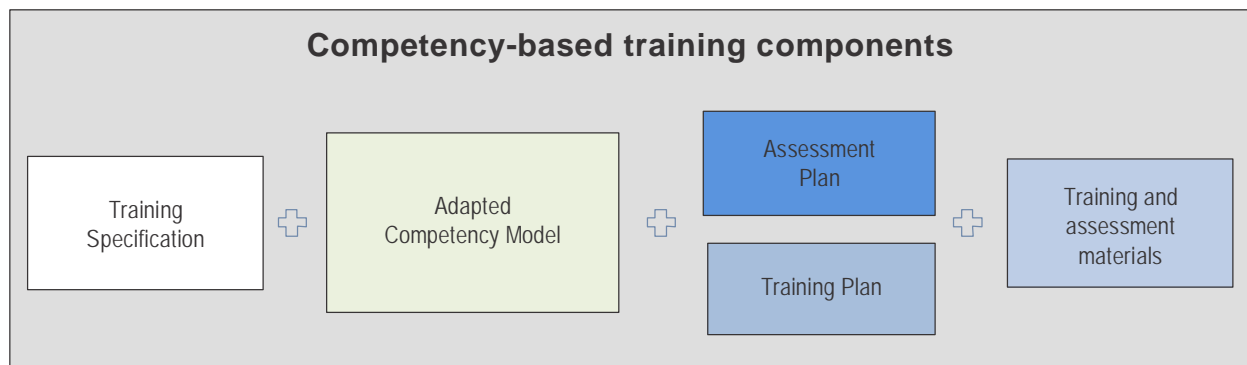 Competency-based training components
Training
Specification
Adapted
Competency Model
Assessment
Plan
Training Plan
Training and
assessment
materials